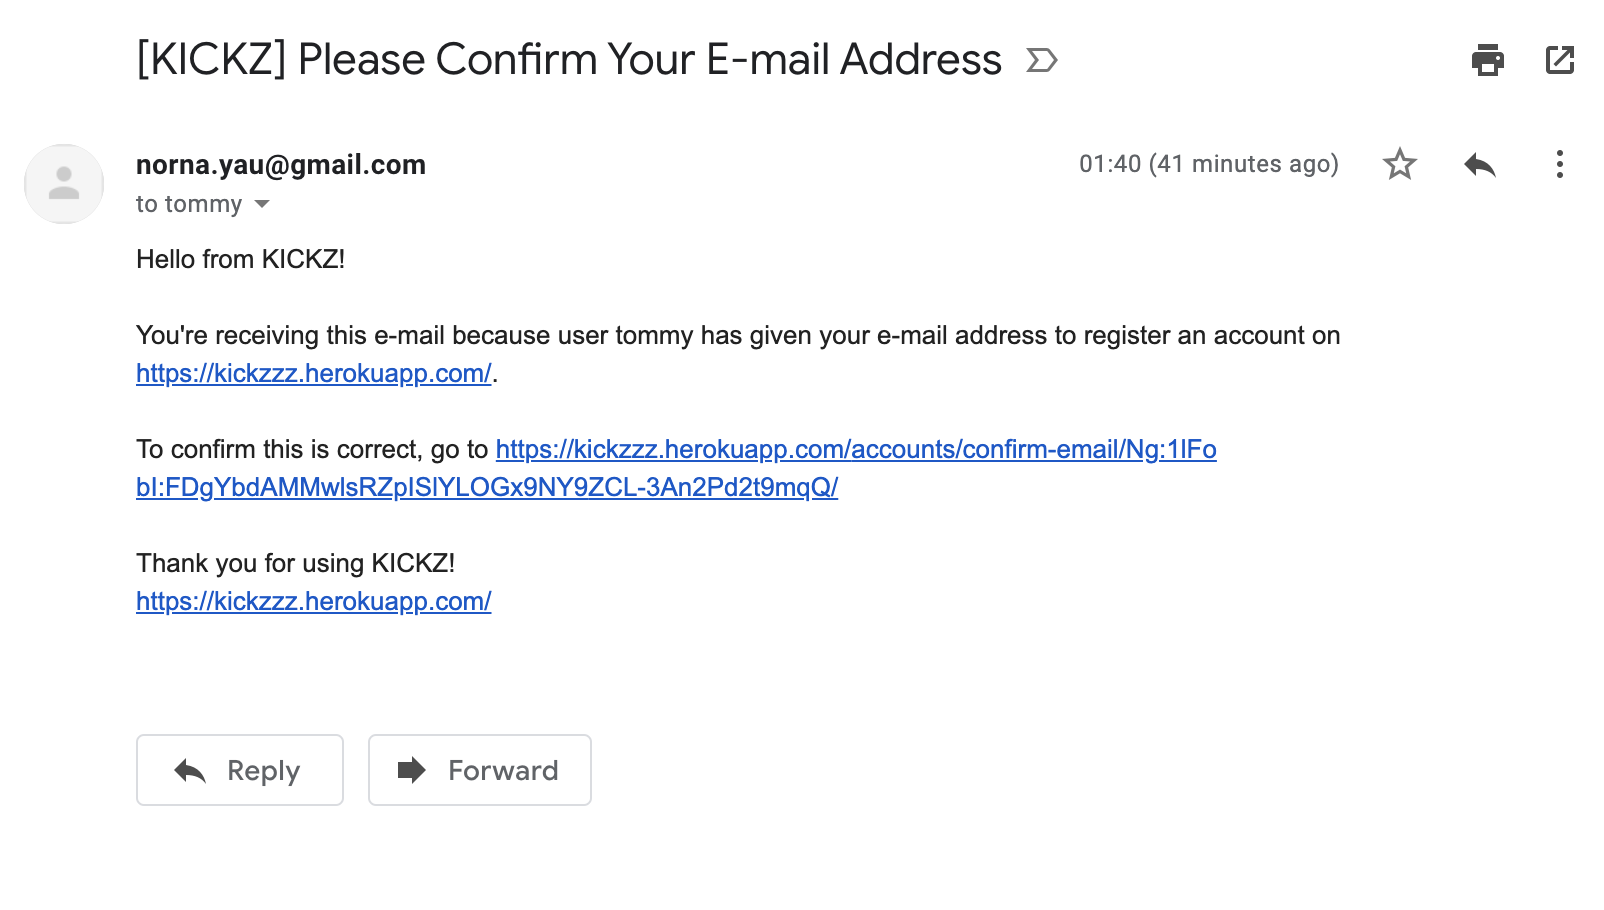 [KICKZ] Please Confirm Your E-mail Address
norna.yau@gmail.com
01:40 (41 minutes ago)
to tommy
Hello from KICKZ!
You're receiving this e-mail because user tommy has given your e-mail address to register an account on
https://kickzzz.herokuapp.com/.
To confirm this is correct, go to https://kickzzz.herokuapp.com/accounts/confirm-email/Ng:1lFo
bI:FDgYbdAMMwlsRZpISlYLOGx9NY9ZCL-3An2Pd2t9mqQ/
Thank you for using KICKZ!
https://kickzzz.herokuapp.com/
Reply
Forward